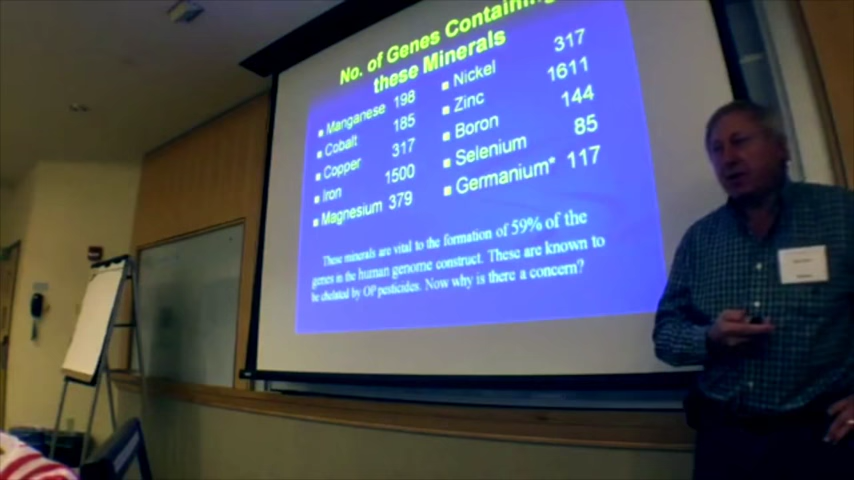 No. of Genes Containing
these Minerals
Manganese 198
Cobalt 185
Copper 317
Iron 1500
Magnesium 379
Nickel 317
Zinc 1611
Boron 144
Selenium 85
Germanium* 117
These minerals are vital to the formation of 59% of the
genes in the human genome construct. These are known to
be chelated by OP pesticides. Now why is there a concern?